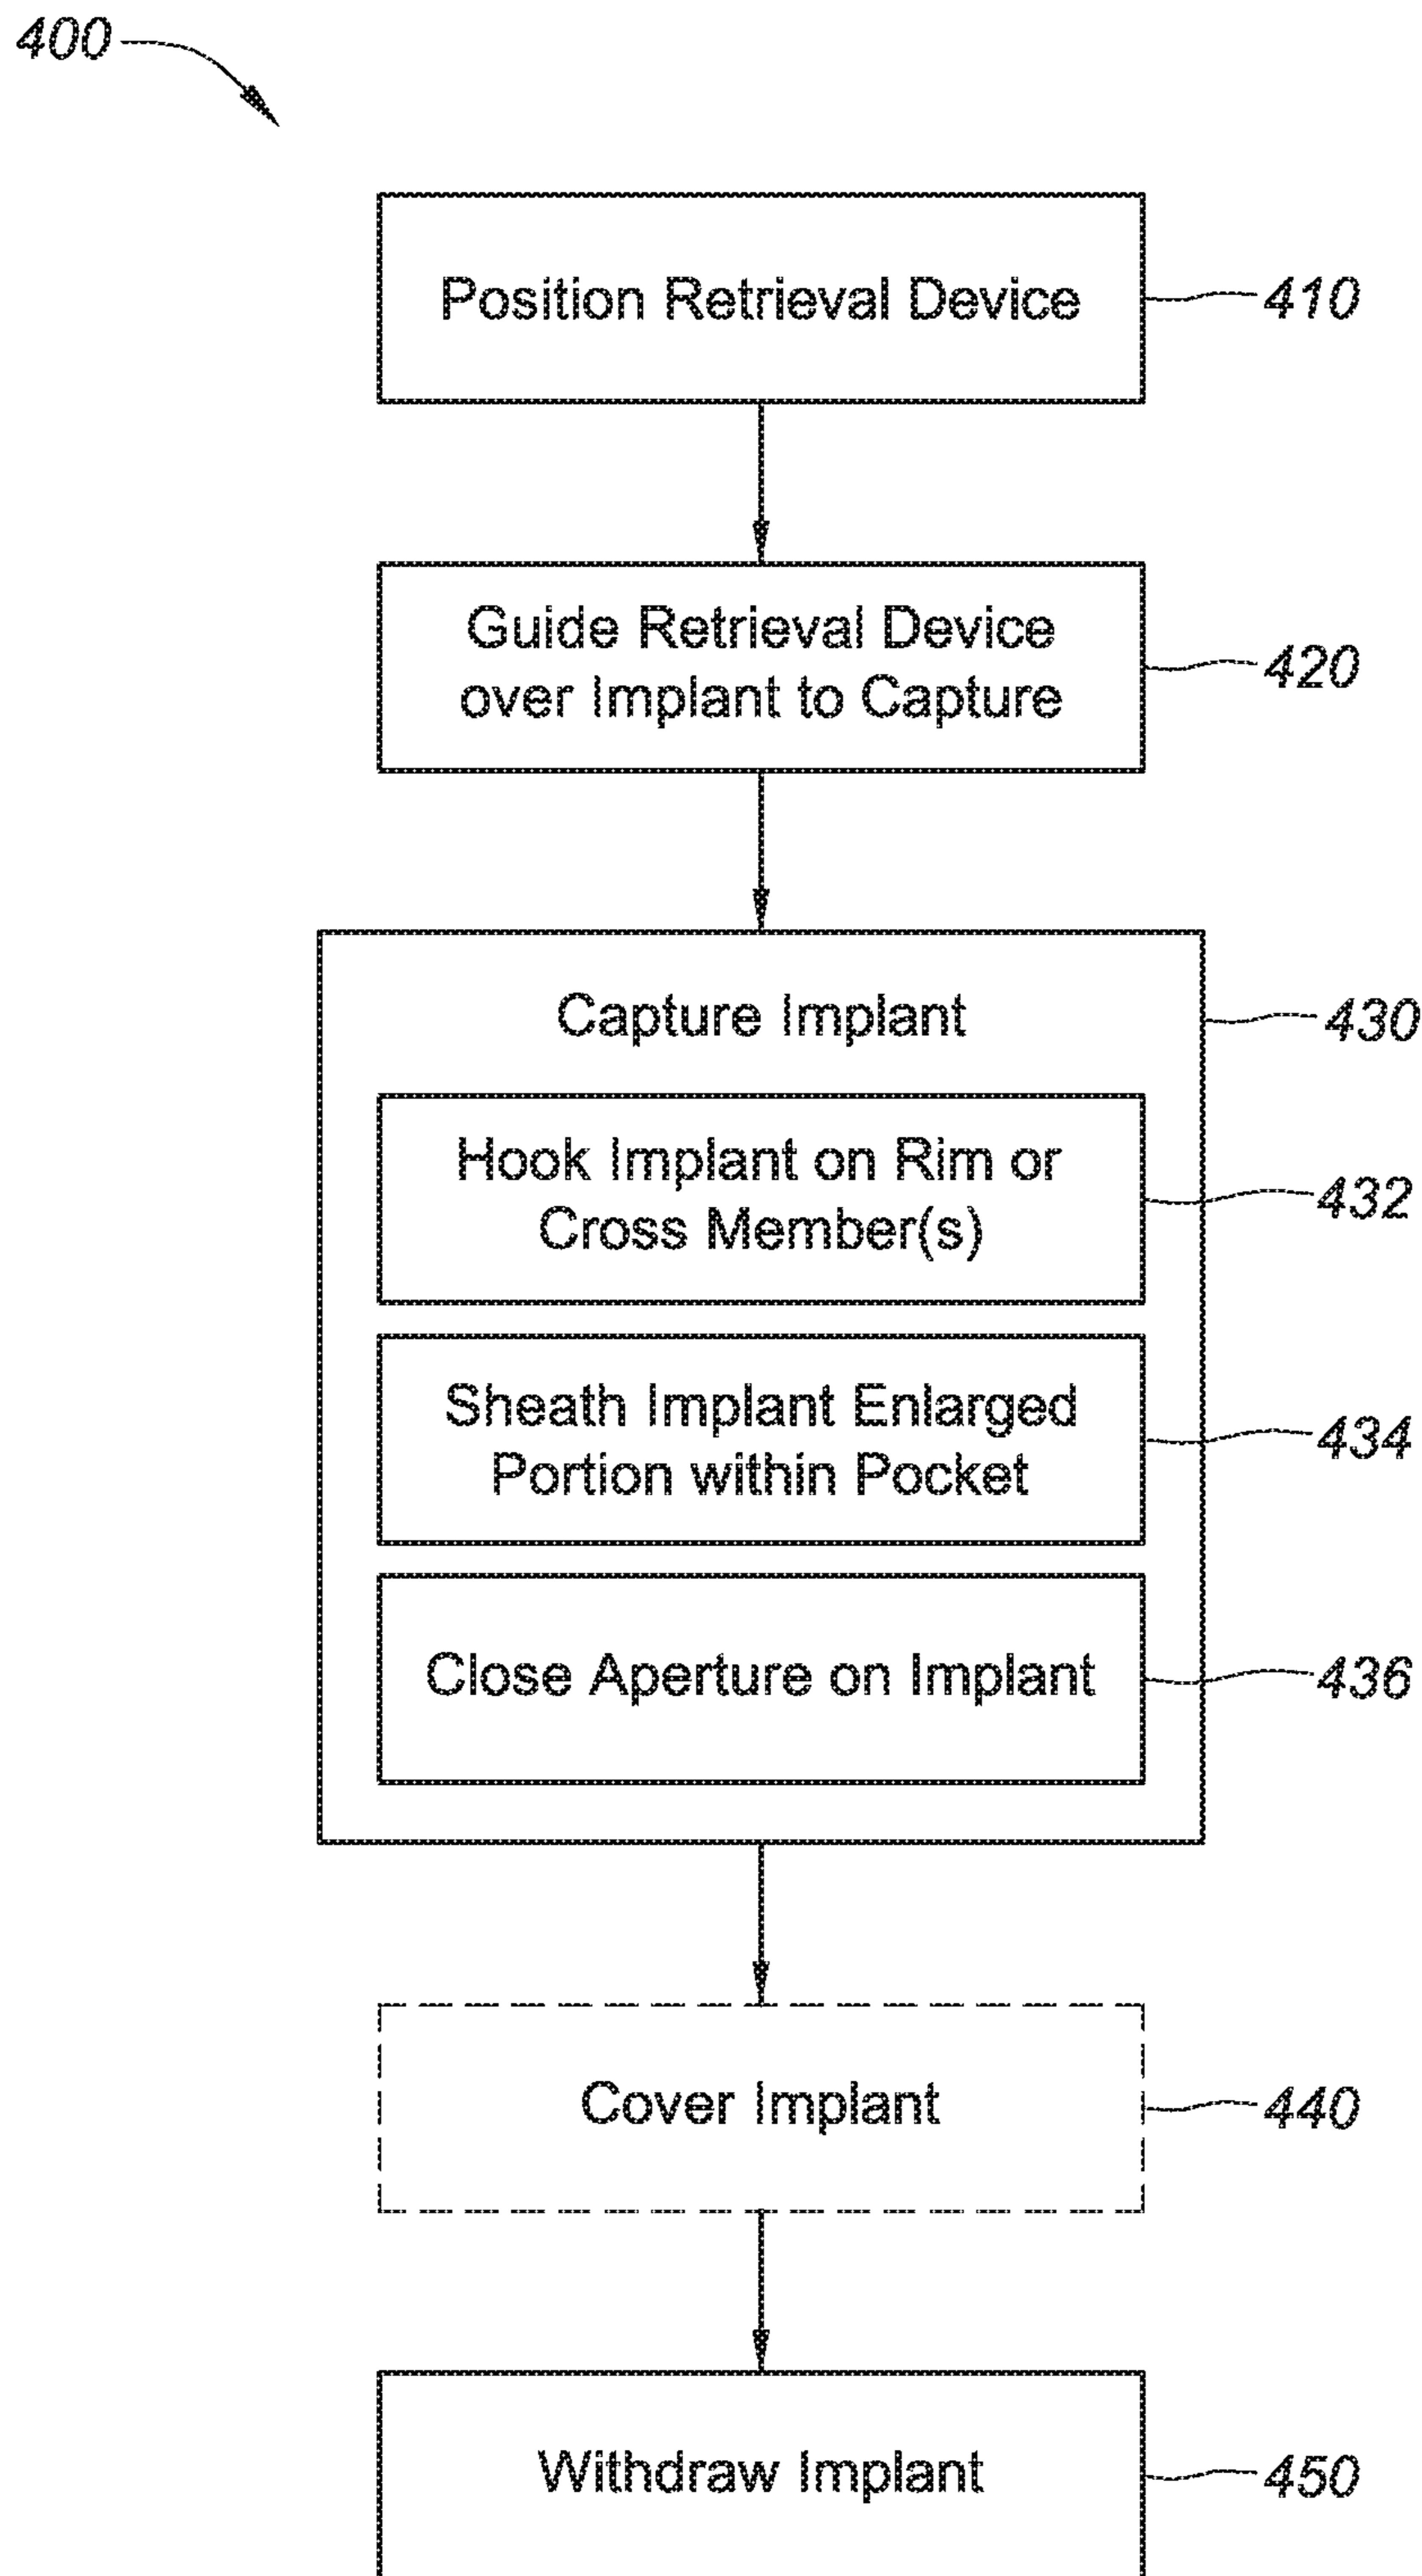 400
Position Retrieval Device
410
Guide Retrieval Device
over Implant to Capture
420
Capture Implant
430
Hook Implant on Rim or
Cross Member(s)
432
Sheath Implant Enlarged
Portion within Pocket
434
Close Aperture on Implant
436
Cover Implant
440
Withdraw Implant
450